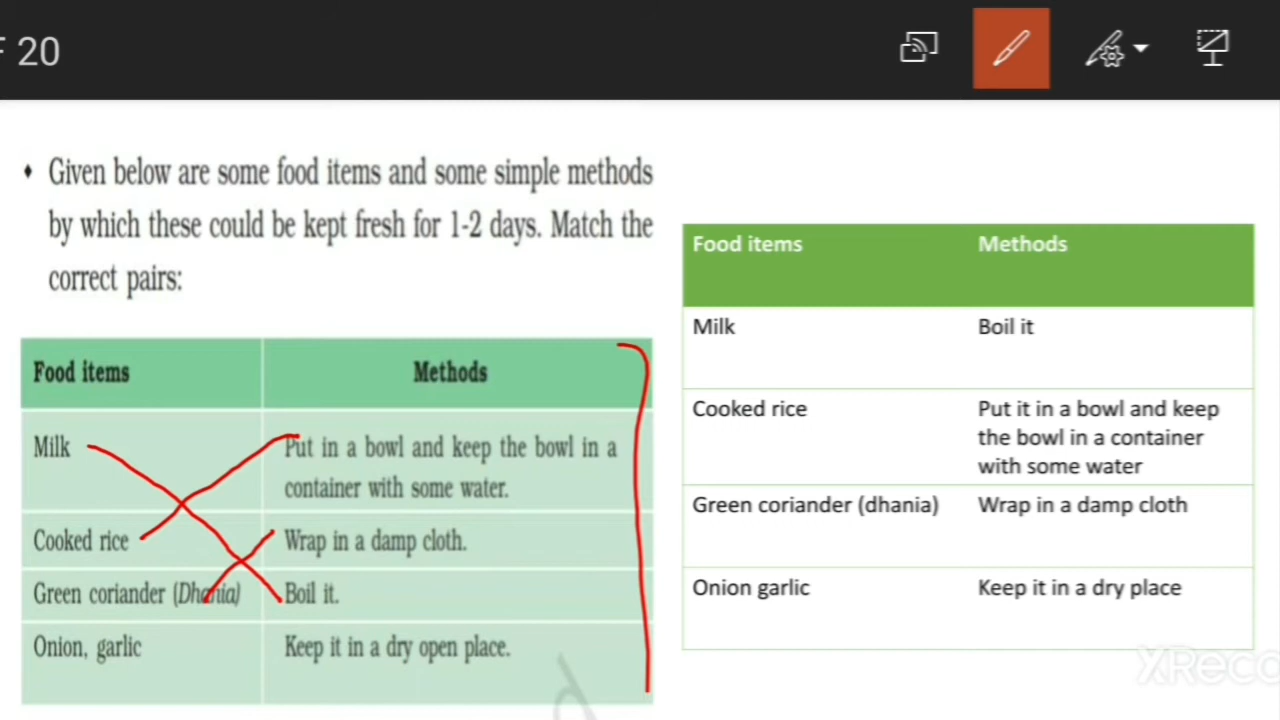 F 20
♦ Given below are some food items and some simple methods
by which these could be kept fresh for 1-2 days. Match the
correct pairs:
Food items Methods
Milk Put in a bowl and keep the bowl in a
container with some water.
Cooked rice Wrap in a damp cloth.
Green coriander (Dhania) Boil it.
Onion, garlic Keep it in a dry open place.
Food items Methods
Milk Boil it
Cooked rice Put it in a bowl and keep
the bowl in a container
with some water
Green coriander (dhania) Wrap in a damp cloth
Onion garlic Keep it in a dry place
XReco